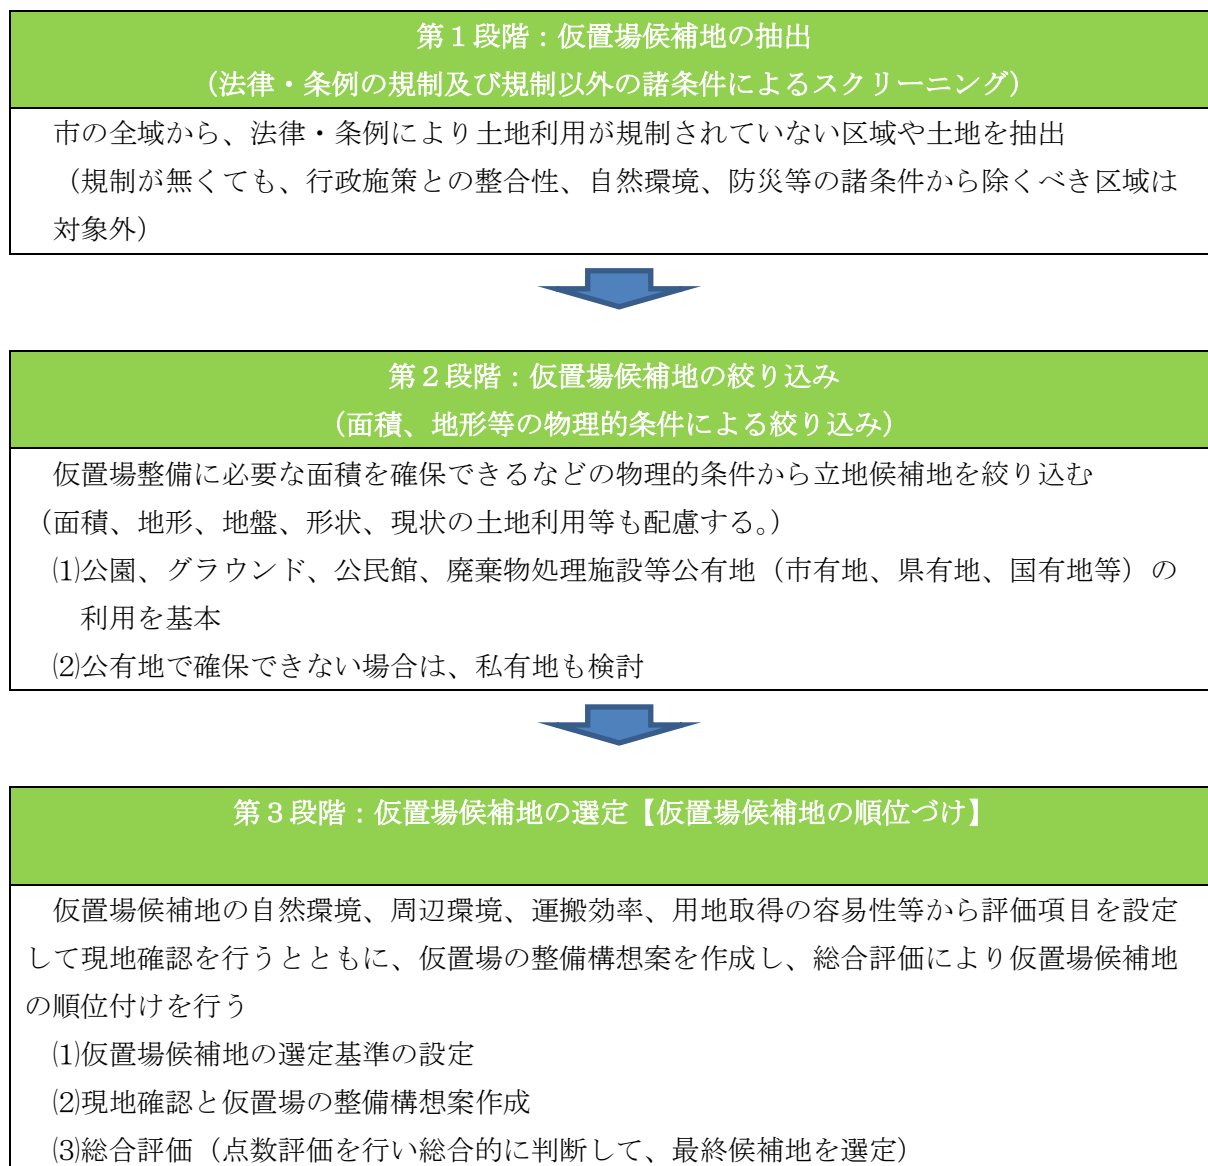 第１段階：仮置場候補地の抽出
（法律・条例の規制及び規制以外の諸条件によるスクリーニング）
市の全域から、法律・条例により土地利用が規制されていない区域や土地を抽出
（規制が無くても、行政施策との整合性、自然環境、防災等の諸条件から除くべき区域は
対象外）
第２段階：仮置場候補地の絞り込み
（面積、地形等の物理的条件による絞り込み）
仮置場整備に必要な面積を確保できるなどの物理的条件から立地候補地を絞り込む
（面積、地形、地盤、形状、現状の土地利用等も配慮する。）
⑴公園、グラウンド、公民館、廃棄物処理施設等公有地（市有地、県有地、国有地等）の
利用を基本
⑵公有地で確保できない場合は、私有地も検討
第３段階：仮置場候補地の選定【仮置場候補地の順位づけ】
仮置場候補地の自然環境、周辺環境、運搬効率、用地取得の容易性等から評価項目を設定
して現地確認を行うとともに、仮置場の整備構想案を作成し、総合評価により仮置場候補地
の順位付けを行う
⑴仮置場候補地の選定基準の設定
⑵現地確認と仮置場の整備構想案作成
⑶総合評価（点数評価を行い総合的に判断して、最終候補地を選定）